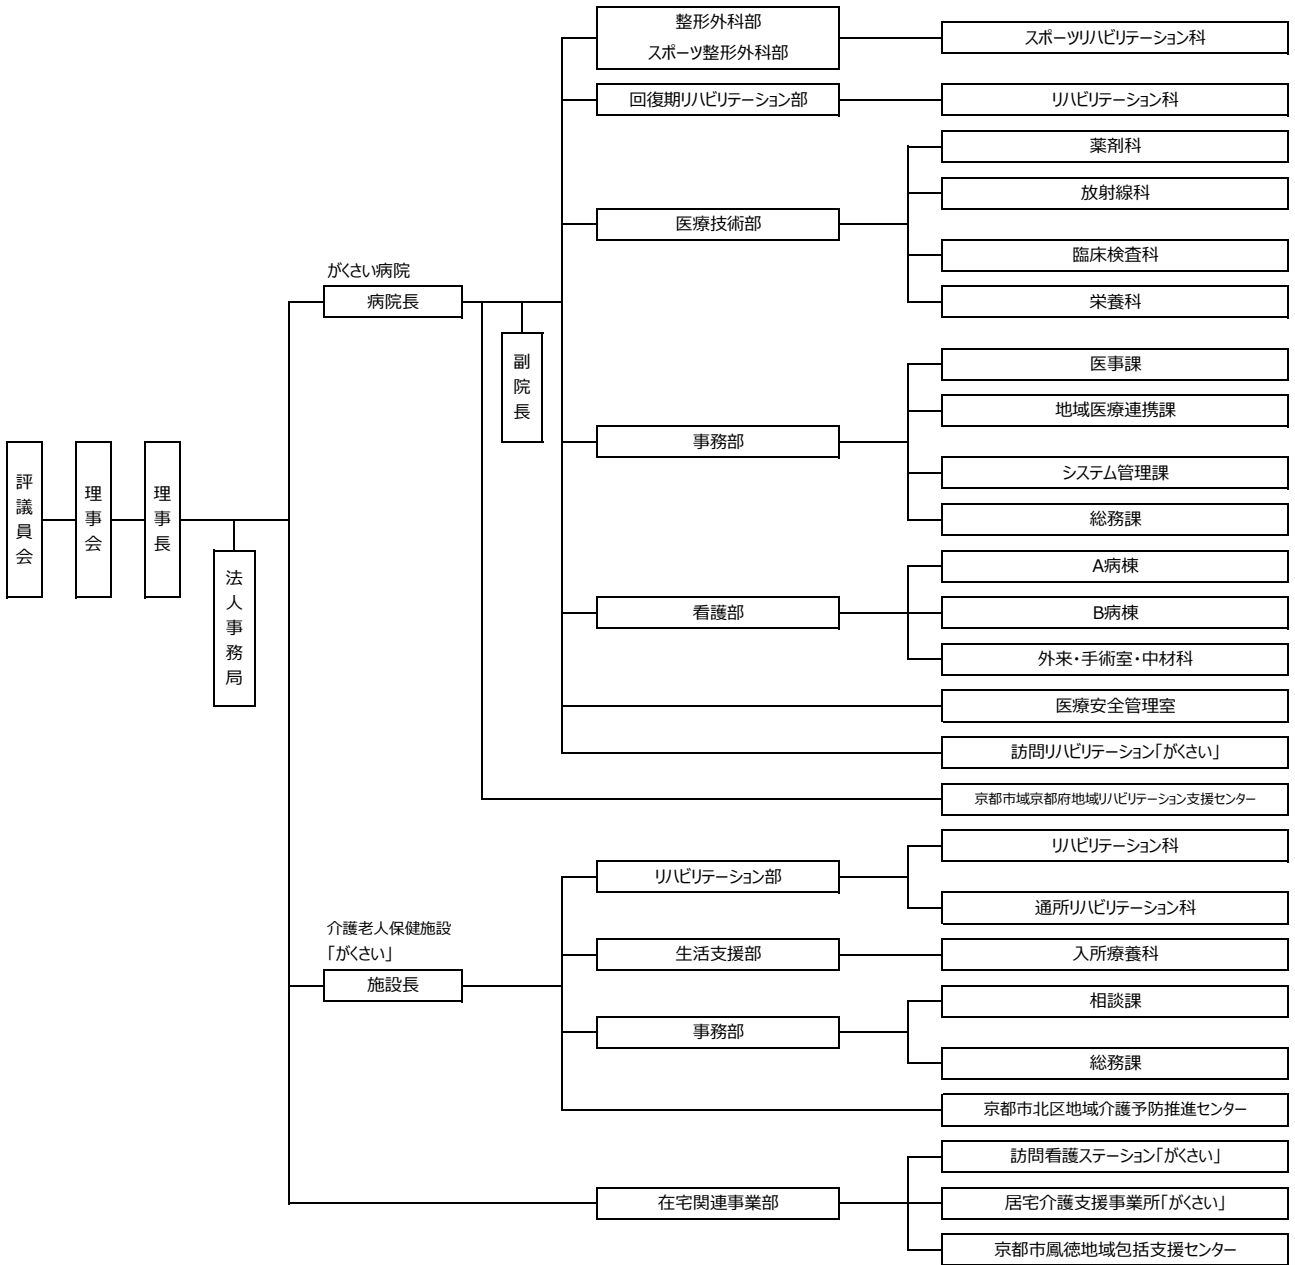 評議員会
理事会
理事長
法人事務局
がくさい病院
病院長
副院長
整形外科部
スポーツ整形外科部
スポーツリハビリテーション科
回復期リハビリテーション部
リハビリテーション科
医療技術部
薬剤科
放射線科
臨床検査科
栄養科
事務部
医事課
地域医療連携課
システム管理課
総務課
看護部
A病棟
B病棟
外来・手術室・中材科
医療安全管理室
訪問リハビリテーション「がくさい」
京都市域京都府地域リハビリテーション支援センター
介護老人保健施設
「がくさい」
施設長
リハビリテーション部
リハビリテーション科
通所リハビリテーション科
生活支援部
入所療養科
事務部
相談課
総務課
京都市北区地域介護予防推進センター
在宅関連事業部
訪問看護ステーション「がくさい」
居宅介護支援事業所「がくさい」
京都市鳳徳地域包括支援センター